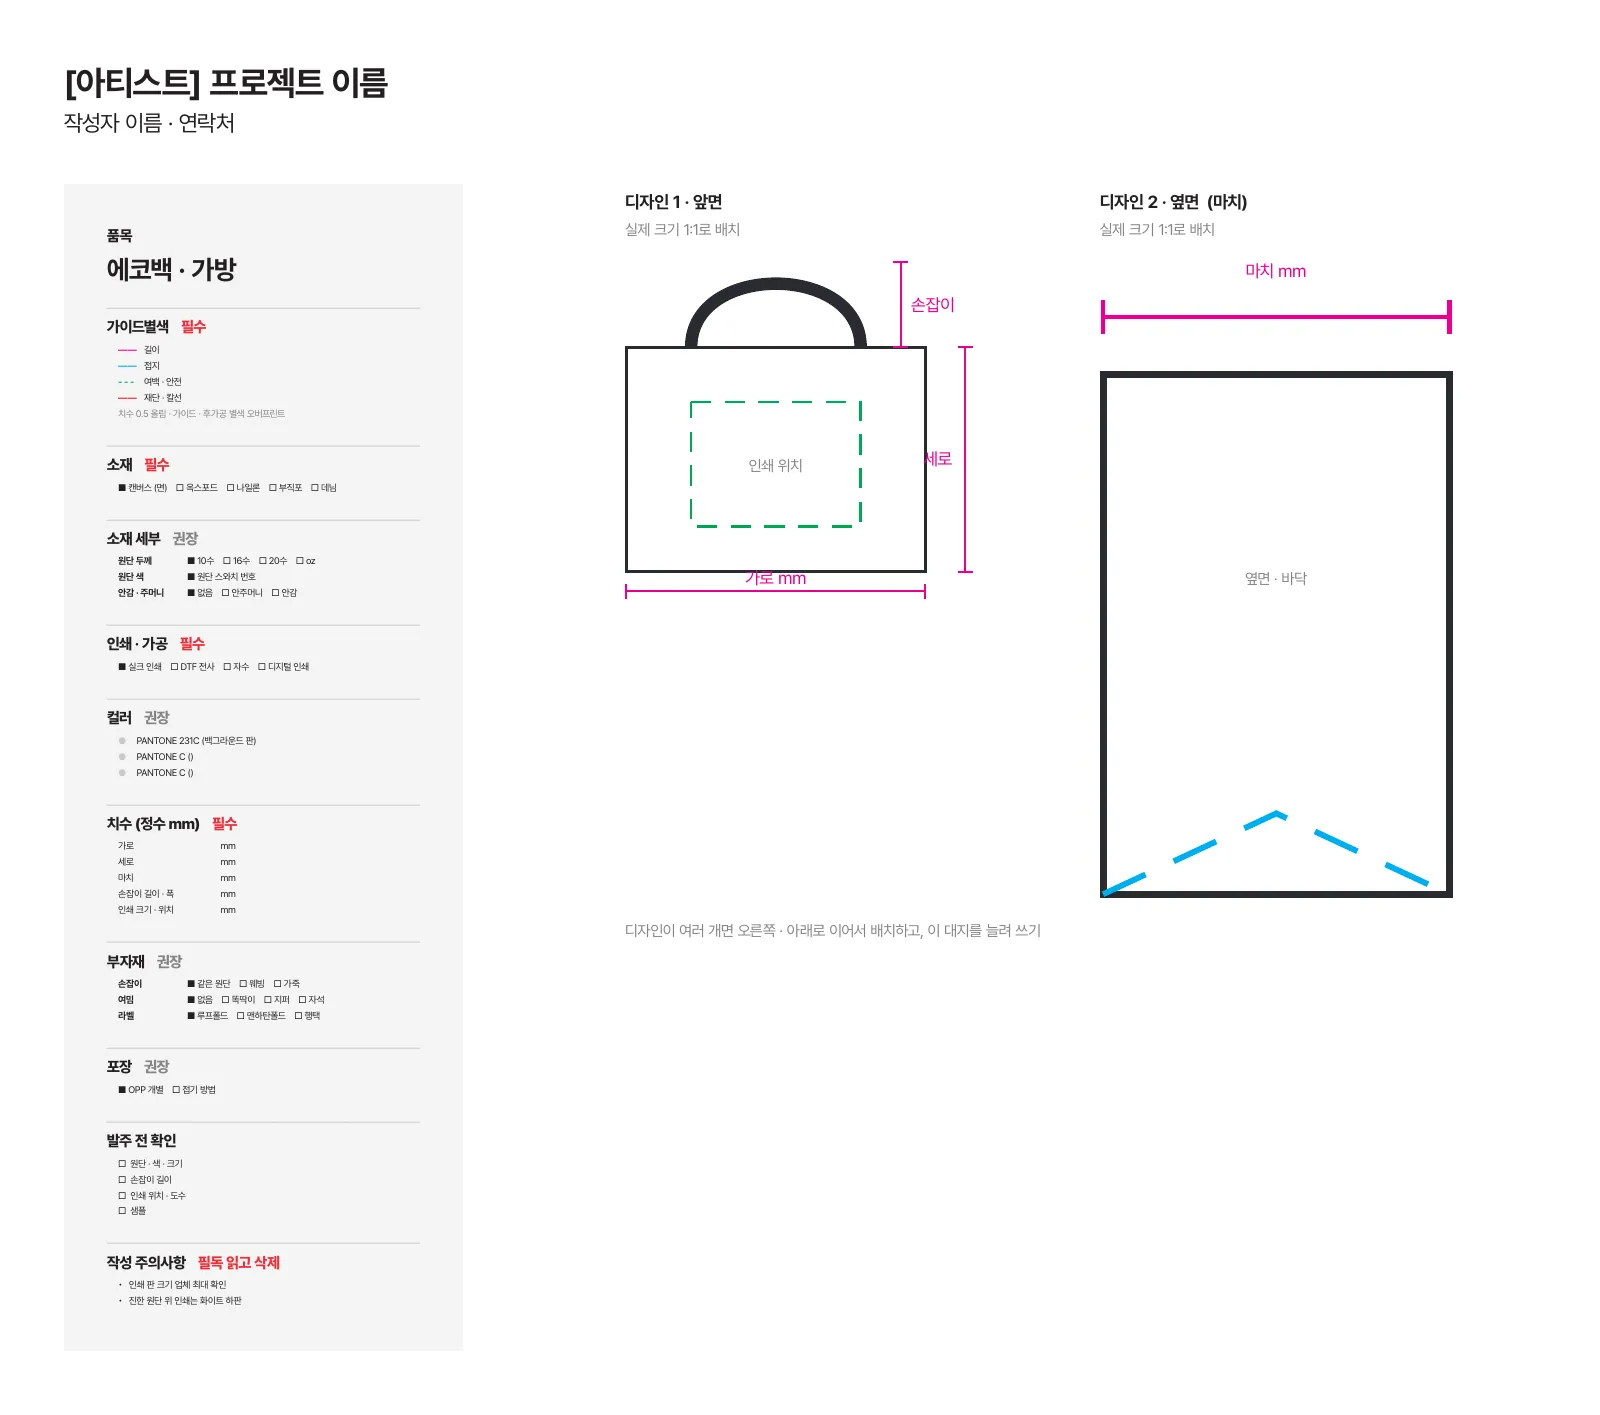 [아티스트] 프로젝트 이름
작성자 이름 · 연락처
품목
에코백 · 가방
가이드별색 필수
길이
접지
여백 · 안전
재단 · 칼선
치수 0.5 올림 · 가이드 · 후가공 별색 오버프린트
소재 필수
■ 캔버스 (면) □ 옥스포드 □ 나일론 □ 부직포 □ 데님
소재 세부 권장
원단 두께 ■ 10수 □ 16수 □ 20수 □ oz
원단 색 ■ 원단 스와치 번호
안감 · 주머니 ■ 없음 □ 안주머니 □ 안감
인쇄 · 가공 필수
■ 실크 인쇄 □ DTF 전사 □ 자수 □ 디지털 인쇄
컬러 권장
PANTONE 231C (백그라운드 판)
PANTONE C ()
PANTONE C ()
치수 (정수 mm) 필수
가로 mm
세로 mm
마치 mm
손잡이 길이 · 폭 mm
인쇄 크기 · 위치 mm
부자재 권장
손잡이 ■ 같은 원단 □ 웨빙 □ 가죽
여밈 ■ 없음 □ 똑딱이 □ 지퍼 □ 자석
라벨 ■ 루프폴드 □ 맨하탄폴드 □ 행택
포장 권장
■ OPP 개별 □ 접기 방법
발주 전 확인
□ 원단 · 색 · 크기
□ 손잡이 길이
□ 인쇄 위치 · 도수
□ 샘플
작성 주의사항 필독 읽고 삭제
· 인쇄 판 크기 업체 최대 확인
· 진한 원단 위 인쇄는 화이트 하판
디자인 1 · 앞면
실제 크기 1:1로 배치
손잡이
인쇄 위치
세로
가로 mm
디자인 2 · 옆면 (마치)
실제 크기 1:1로 배치
마치 mm
옆면 · 바닥
디자인이 여러 개면 오른쪽 · 아래로 이어서 배치하고, 이 대지를 늘려 쓰기